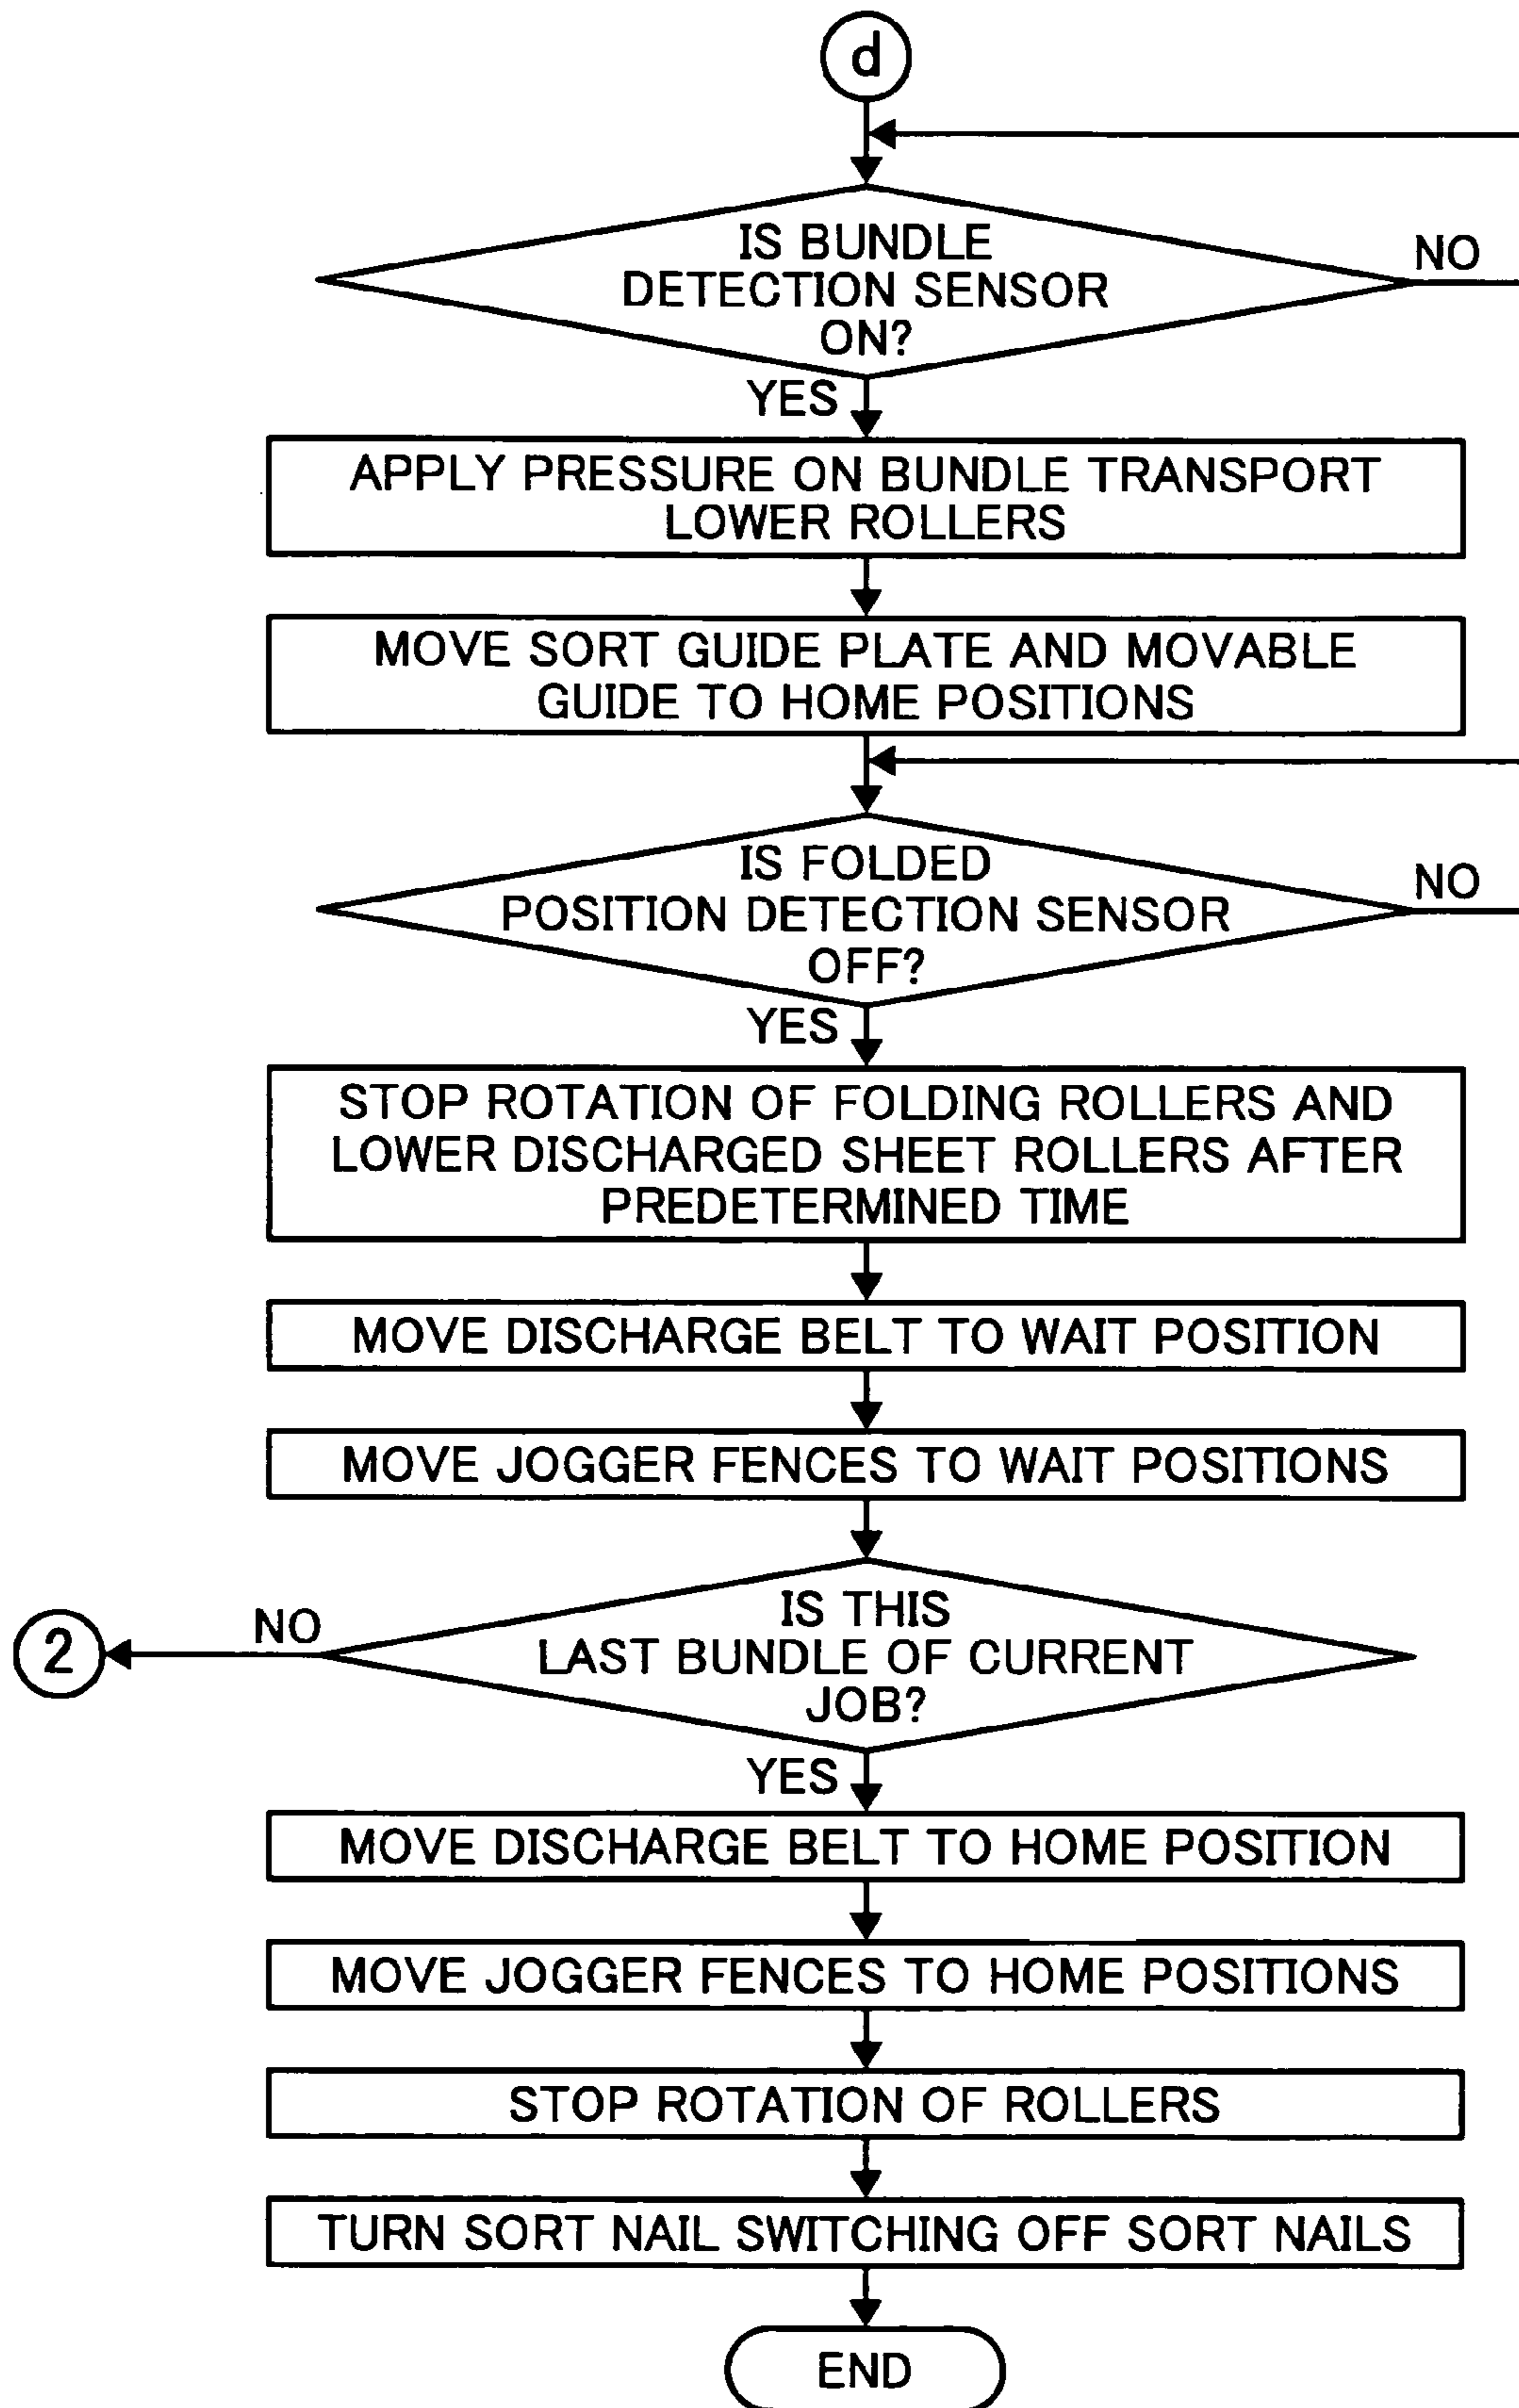 d
IS BUNDLE
DETECTION SENSOR
ON?
NO
YES
APPLY PRESSURE ON BUNDLE TRANSPORT
LOWER ROLLERS
MOVE SORT GUIDE PLATE AND MOVABLE
GUIDE TO HOME POSITIONS
IS FOLDED
POSITION DETECTION SENSOR
OFF?
NO
YES
STOP ROTATION OF FOLDING ROLLERS AND
LOWER DISCHARGED SHEET ROLLERS AFTER
PREDETERMINED TIME
MOVE DISCHARGE BELT TO WAIT POSITION
MOVE JOGGER FENCES TO WAIT POSITIONS
IS THIS
LAST BUNDLE OF CURRENT
JOB?
NO
2
YES
MOVE DISCHARGE BELT TO HOME POSITION
MOVE JOGGER FENCES TO HOME POSITIONS
STOP ROTATION OF ROLLERS
TURN SORT NAIL SWITCHING OFF SORT NAILS
END